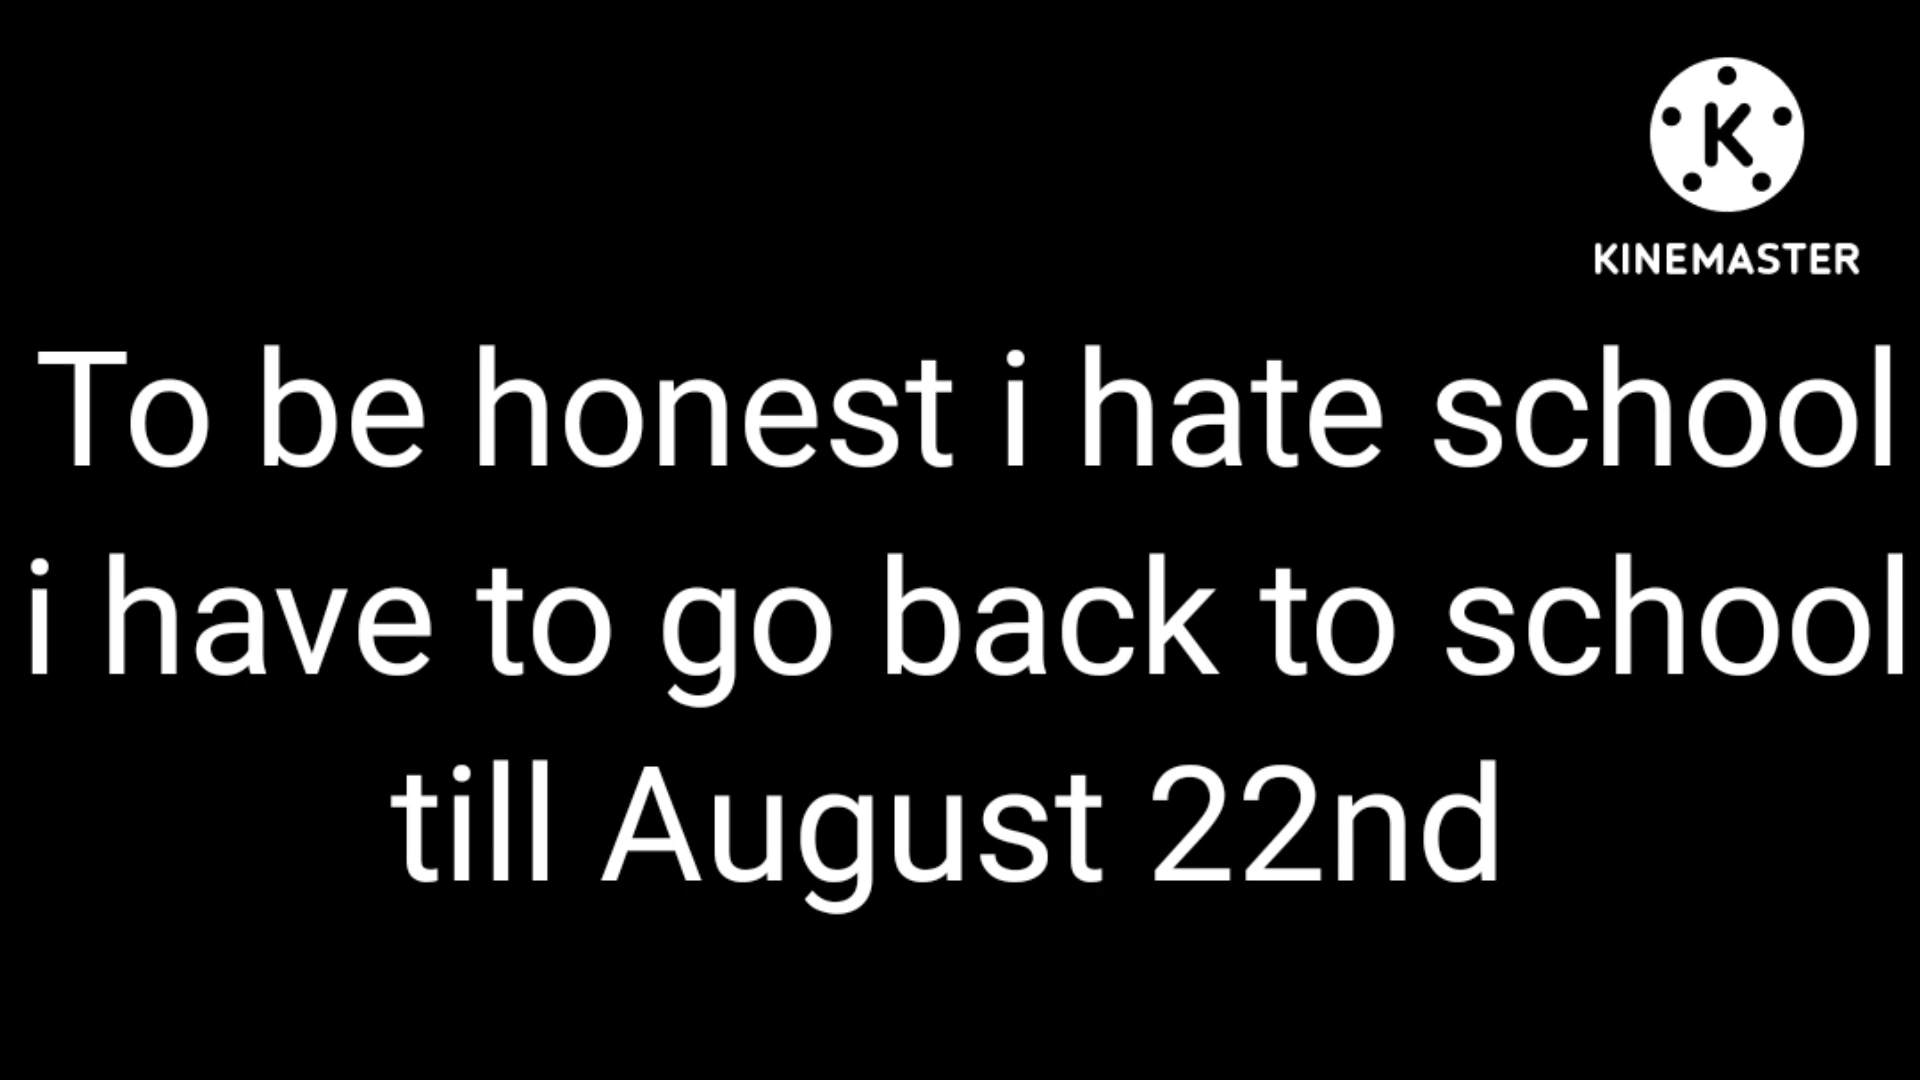 K
KINEMASTER
To be honest i hate school
i have to go back to school
till August 22nd